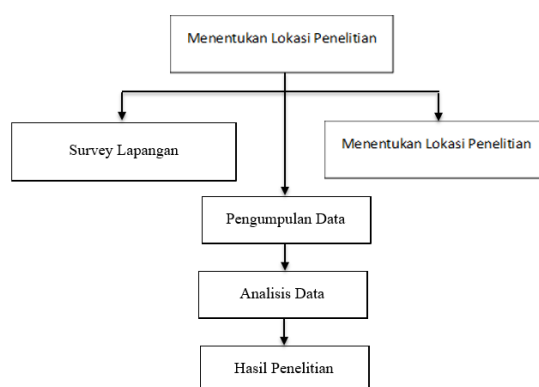 Menentukan Lokasi Penelitian
Survey Lapangan
Menentukan Lokasi Penelitian
Pengumpulan Data
Analisis Data
Hasil Penelitian